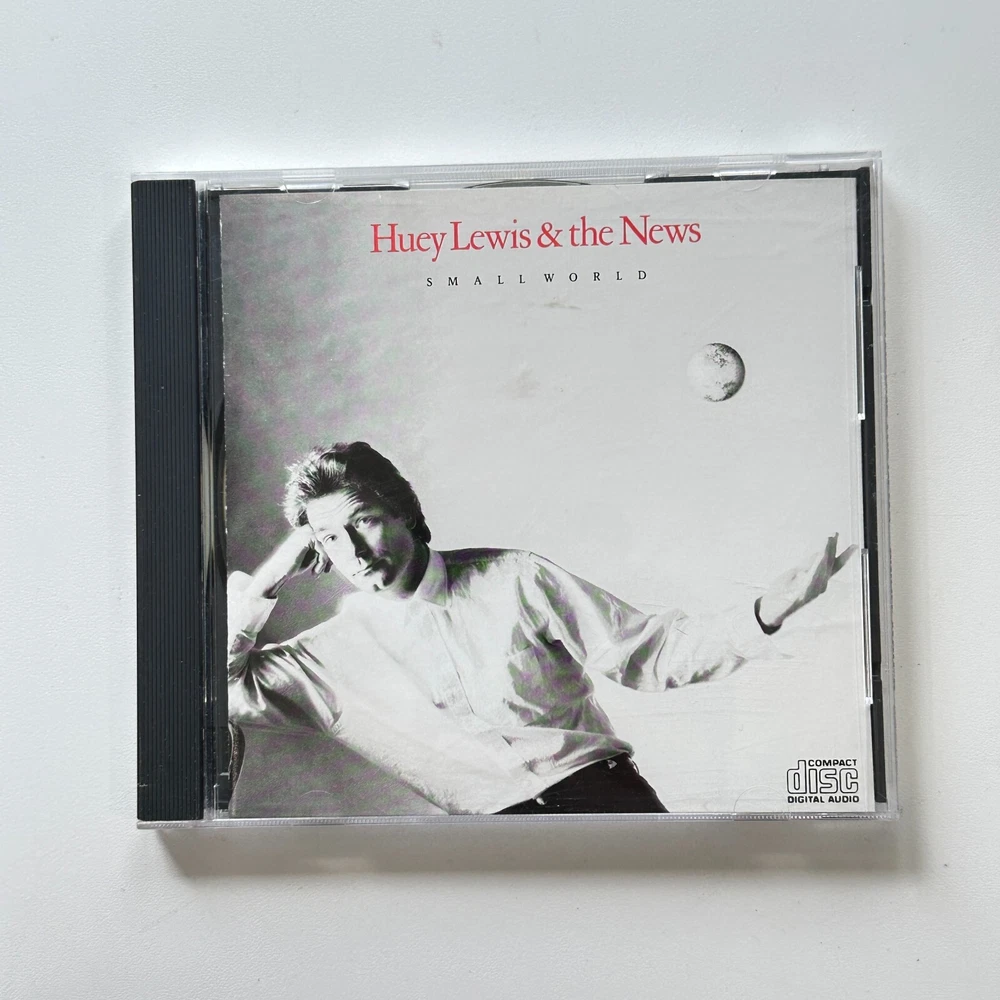 Huey Lewis & the News
SMALL WORLD
COMPACT
disc
DIGITAL AUDIO